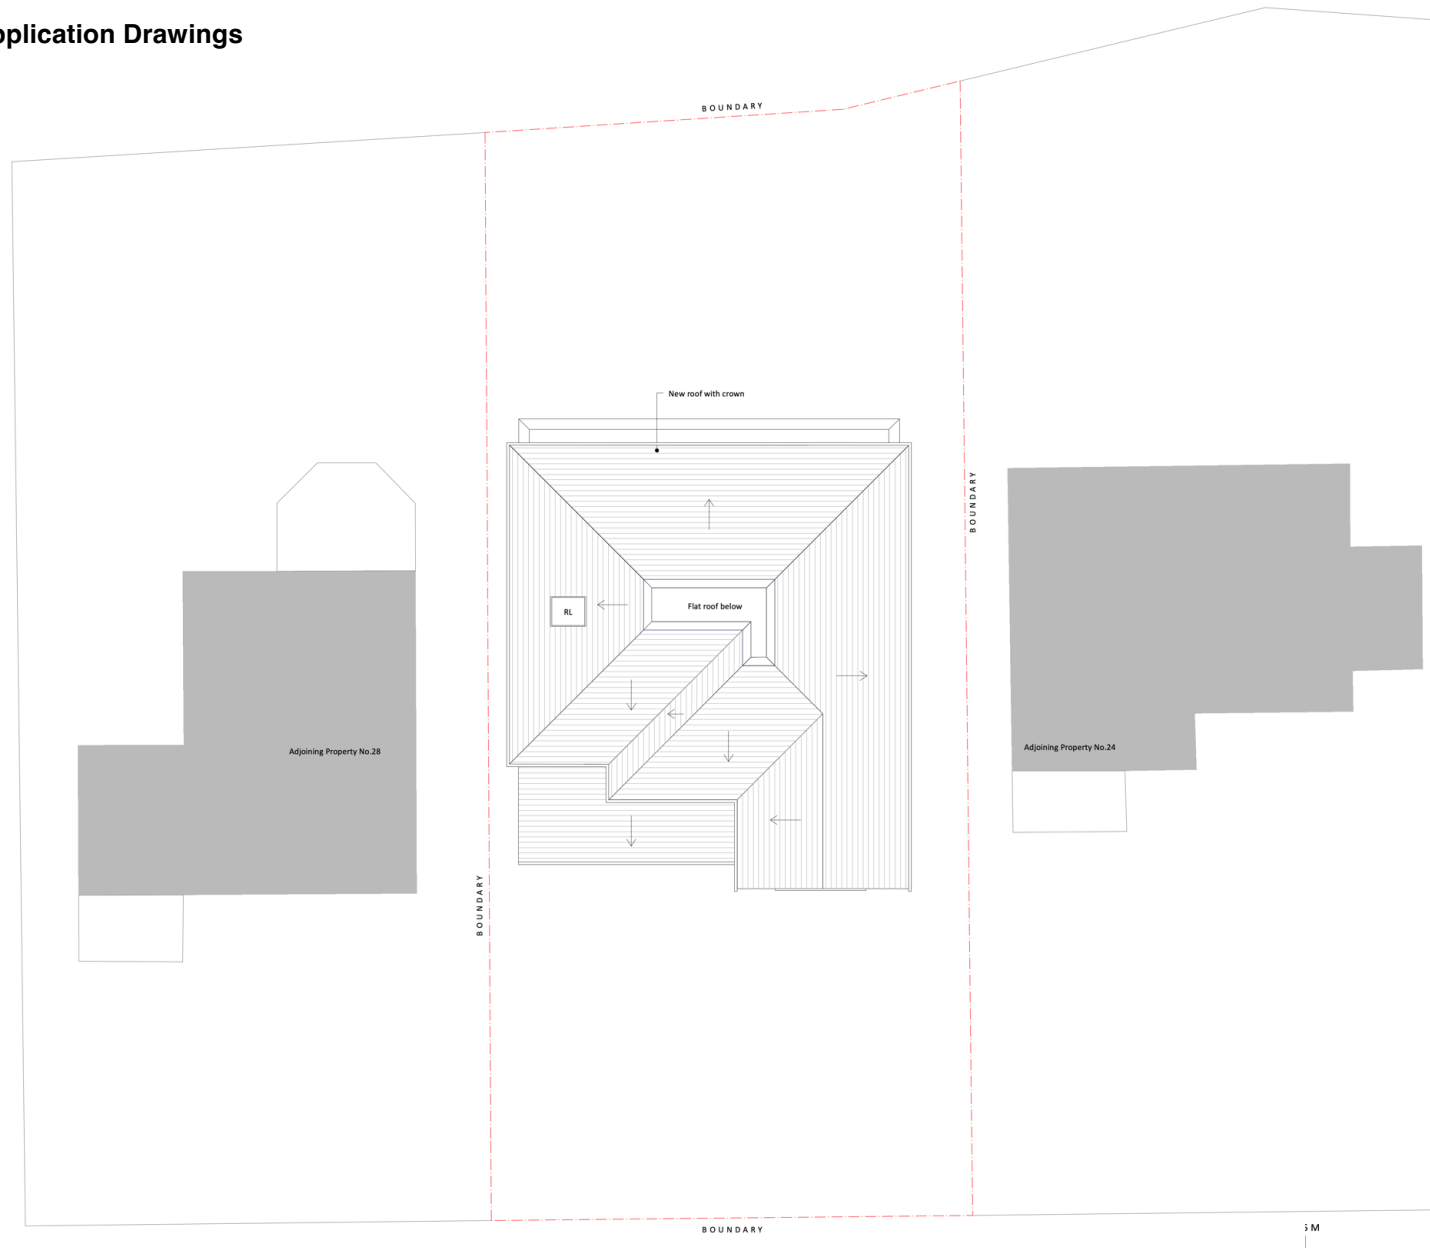 pplication Drawings
BOUNDARY
New roof with crown
BOUNDARY
RL
Flat roof below
Adjoining Property No.28
Adjoining Property No.24
BOUNDARY
BOUNDARY
M